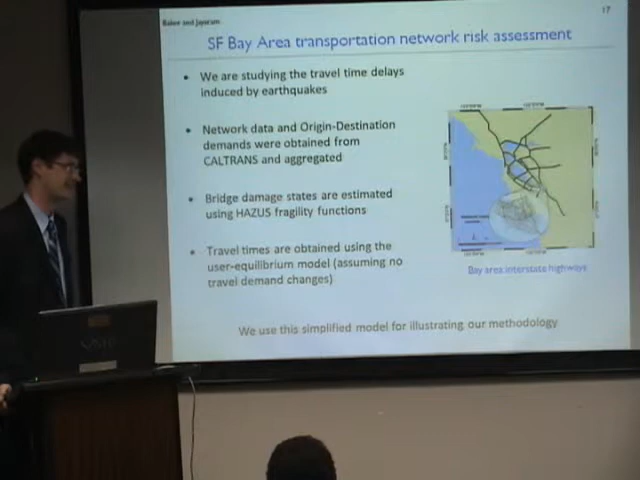 Baker and Jayaram
17
SF Bay Area transportation network risk assessment
• We are studying the travel time delays
induced by earthquakes
• Network data and Origin-Destination
demands were obtained from
CALTRANS and aggregated
• Bridge damage states are estimated
using HAZUS fragility functions
• Travel times are obtained using the
user-equilibrium model (assuming no
travel demand changes)
Bay area interstate highways
We use this simplified model for illustrating our methodology